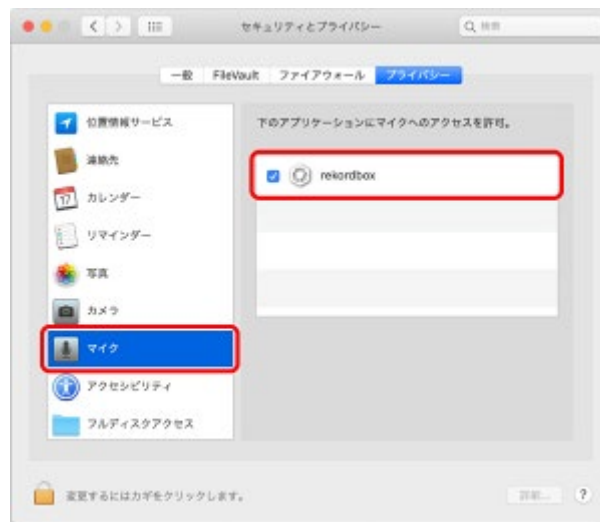 セキュリティとプライバシー
検索
一般 FileVault ファイアウォール プライバシー
位置情報サービス
連絡先
17
カレンダー
リマインダー
写真
カメラ
マイク
アクセシビリティ
フルディスクアクセス
下のアプリケーションにマイクへのアクセスを許可。
rekordbox
変更するにはカギをクリックします。
詳細...
?